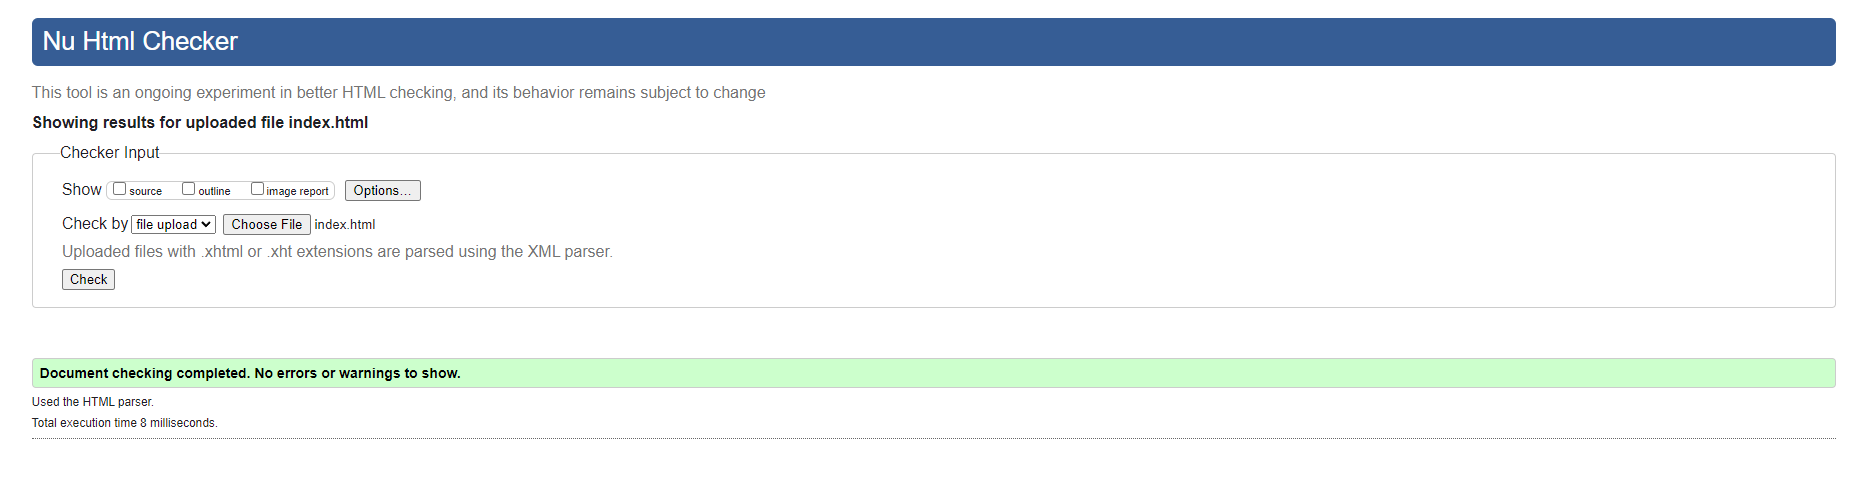 Nu Html Checker
This tool is an ongoing experiment in better HTML checking, and its behavior remains subject to change
Showing results for uploaded file index.html
Checker Input
Show source outline image report Options...
Check by file upload Choose File index.html
Uploaded files with .xhtml or .xht extensions are parsed using the XML parser.
Check
Document checking completed. No errors or warnings to show.
Used the HTML parser.
Total execution time 8 milliseconds.